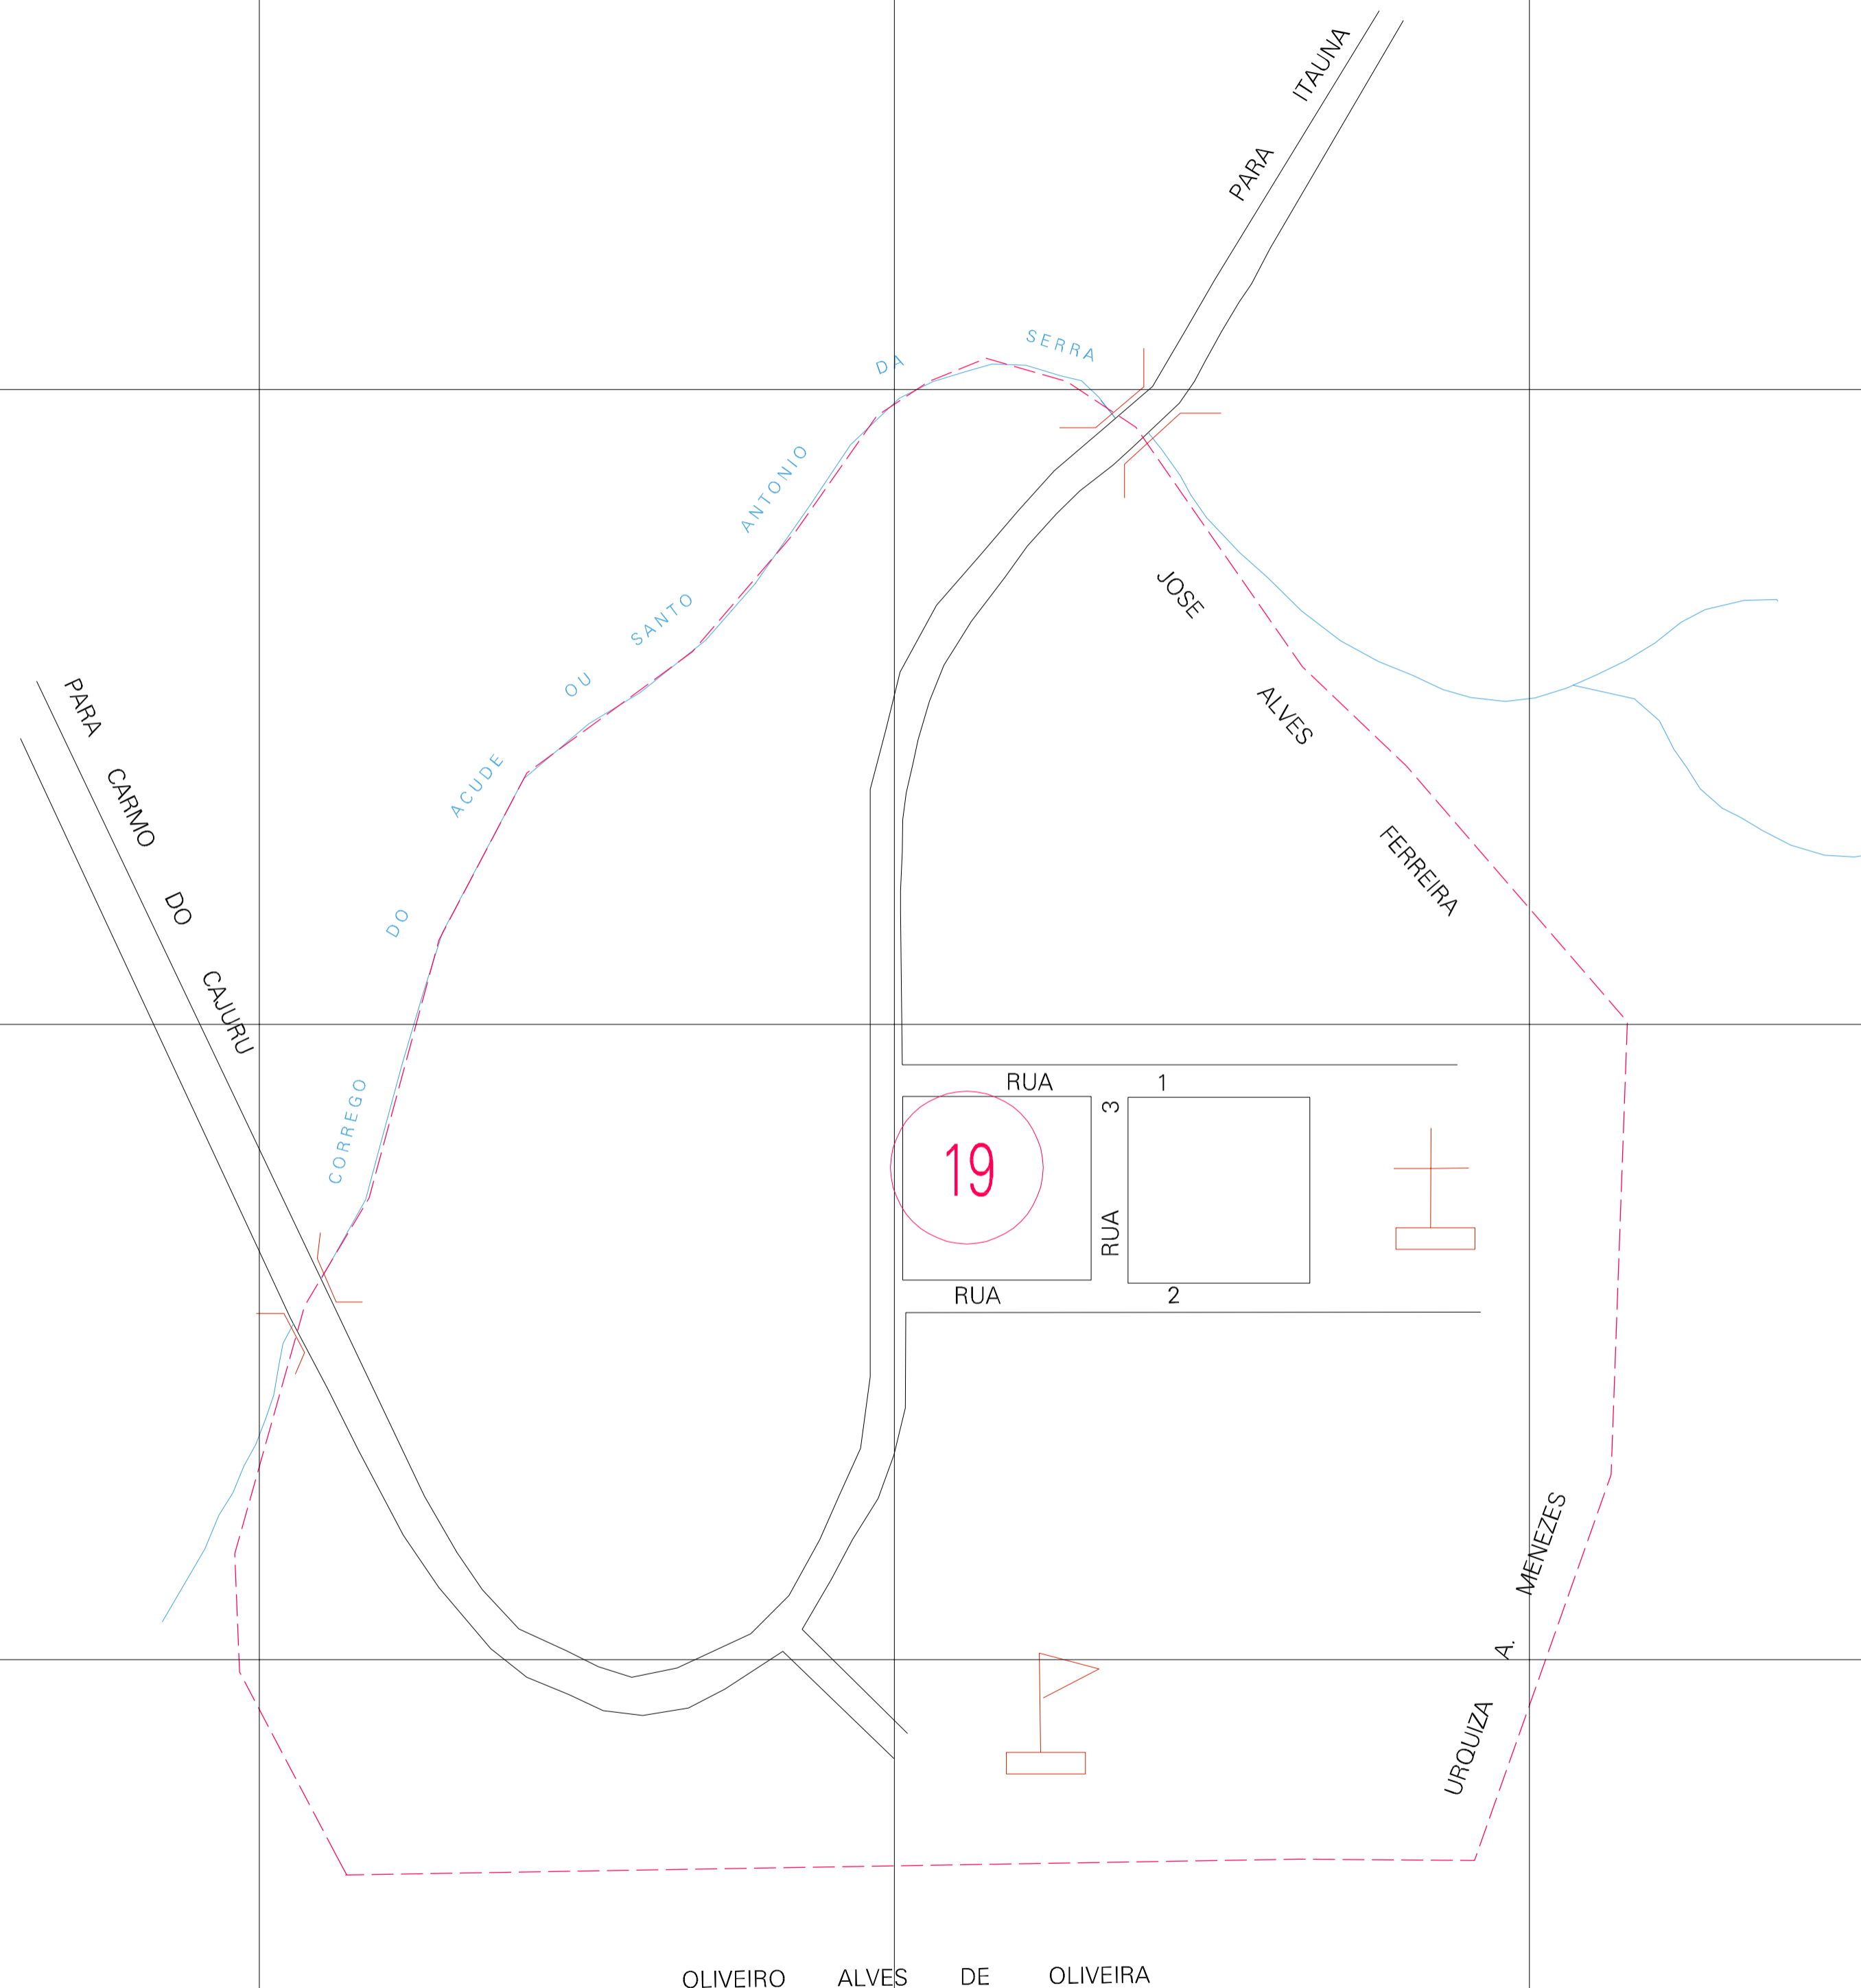 PARA ITAUNA
CORREGO DO ACUDE OU SANTO ANTONIO DA SERRA
JOSE ALVES FERREIRA
PARA CARMO DO CAJURU
RUA 1
RUA 3
19
RUA 2
URQUIZA A. MENEZES
OLIVEIRO ALVES DE OLIVEIRA